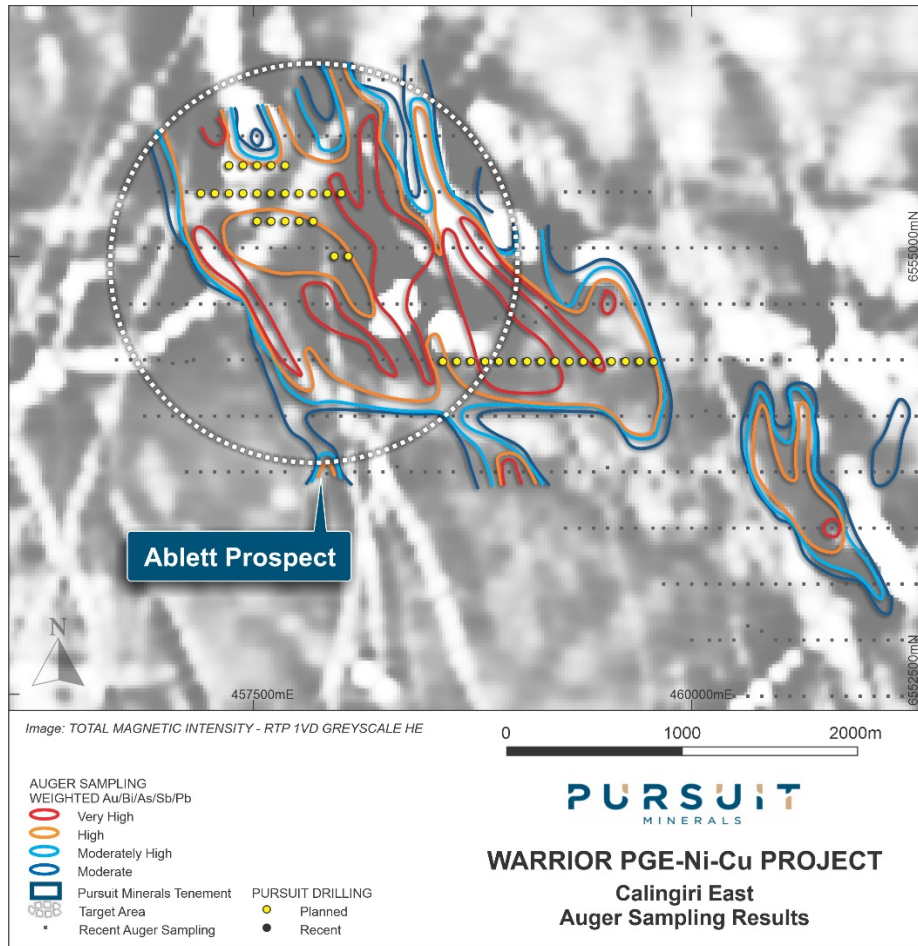 6555000mN
Ablett Prospect
N
457500mE
460000mE
6552500mN
Image: TOTAL MAGNETIC INTENSITY - RTP 1VD GREYSCALE HE
0 1000 2000m
AUGER SAMPLING
WEIGHTED Au/Bi/As/Sb/Pb
Very High
High
Moderately High
Moderate
Pursuit Minerals Tenement
Target Area
Recent Auger Sampling
PURSUIT DRILLING
Planned
Recent
PURSUIT
MINERALS
WARRIOR PGE-Ni-Cu PROJECT
Calingiri East
Auger Sampling Results